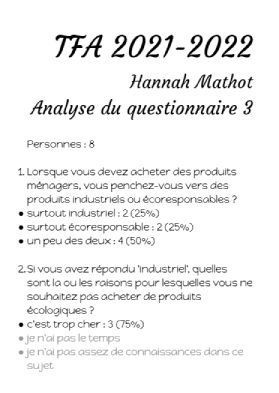 TFA 2021-2022
Hannah Mathot
Analyse du questionnaire 3
Personnes : 8
1. Lorsque vous devez acheter des produits
ménagers, vous penchez-vous vers des
produits industriels ou écoresponsables ?
● surtout industriel : 2 (25%)
● surtout écoresponsable : 2 (25%)
● un peu des deux : 4 (50%)
2. Si vous avez répondu "industriel", quelles
sont la ou les raisons pour lesquelles vous ne
souhaitez pas acheter de produits
écologiques ?
● c'est trop cher : 3 (75%)
● je n'ai pas le temps
● je n'ai pas assez de connaissances dans ce
sujet